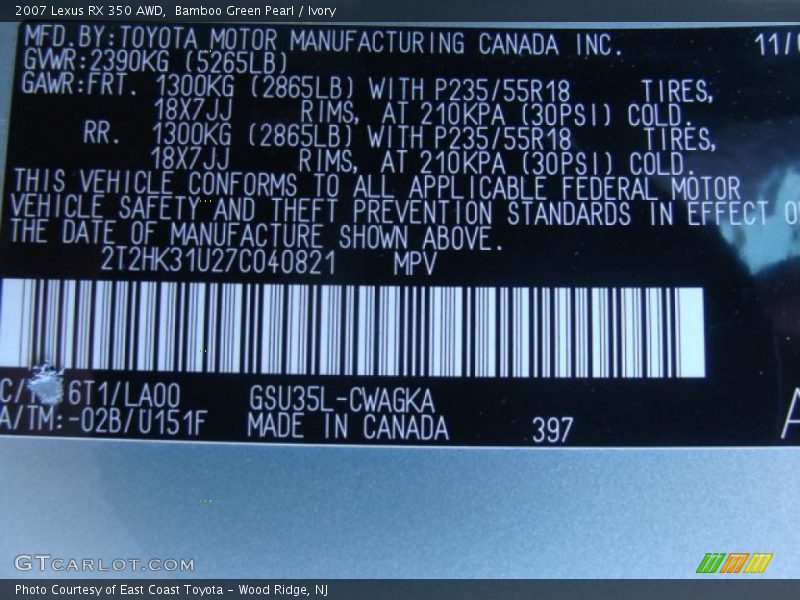 2007 Lexus RX 350 AWD, Bamboo Green Pearl / Ivory
MFD.BY:TOYOTA MOTOR MANUFACTURING CANADA INC. 11/
GVWR:2390KG (5265LB)
GAWR:FRT. 1300KG (2865LB) WITH P235/55R18 TIRES,
18X7JJ RIMS, AT 210KPA (30PSI) COLD.
RR. 1300KG (2865LB) WITH P235/55R18 TIRES,
18X7JJ RIMS, AT 210KPA (30PSI) COLD.
THIS VEHICLE CONFORMS TO ALL APPLICABLE FEDERAL MOTOR
VEHICLE SAFETY AND THEFT PREVENTION STANDARDS IN EFFECT
THE DATE OF MANUFACTURE SHOWN ABOVE.
2T2HK31U27C040821 MPV
6T1/LA00 GSU35L-CWAGKA
A/TM:-02B/U151F MADE IN CANADA 397
GTCARLOT.COM
Photo Courtesy of East Coast Toyota - Wood Ridge, NJ